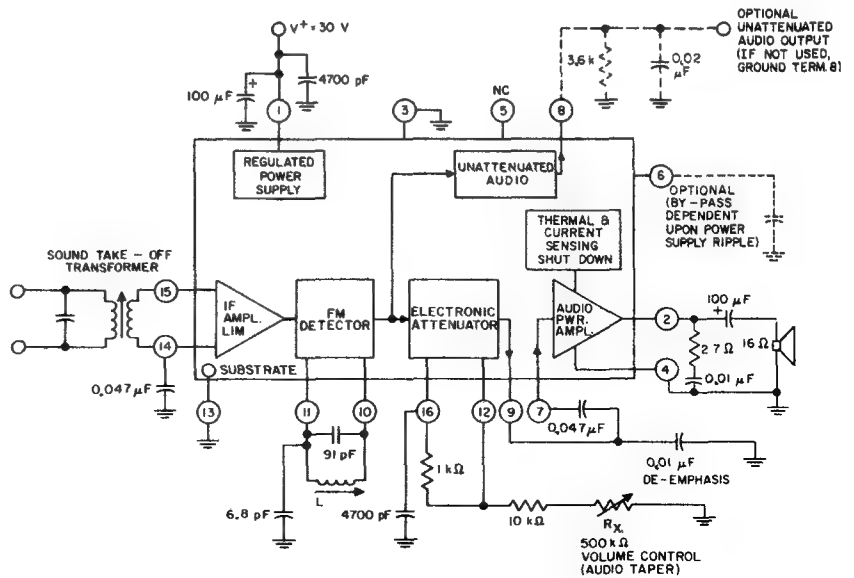 V+ = 30 V
OPTIONAL
UNATTENUATED
AUDIO OUTPUT
(IF NOT USED,
GROUND TERM.8)
100 µF
+
4700 pF
3.6 k
0.02
µF
NC
1
3
5
8
REGULATED
POWER
SUPPLY
UNATTENUATED
AUDIO
6
OPTIONAL
(BY-PASS
DEPENDENT
UPON POWER
SUPPLY RIPPLE)
THERMAL &
CURRENT
SENSING
SHUT DOWN
SOUND TAKE-OFF
TRANSFORMER
15
14
IF
AMPL.
LIM
FM
DETECTOR
ELECTRONIC
ATTENUATOR
AUDIO
PWR.
AMPL.
2
4
+
100 µF
16 Ω
2.7 Ω
0.01 µF
0.047 µF
SUBSTRATE
13
11
10
16
12
9
7
91 pF
L
6.8 pF
4700 pF
1 kΩ
0.047 µF
0.01 µF
DE-EMPHASIS
10 kΩ
RX.
500 kΩ
VOLUME CONTROL
(AUDIO TAPER)